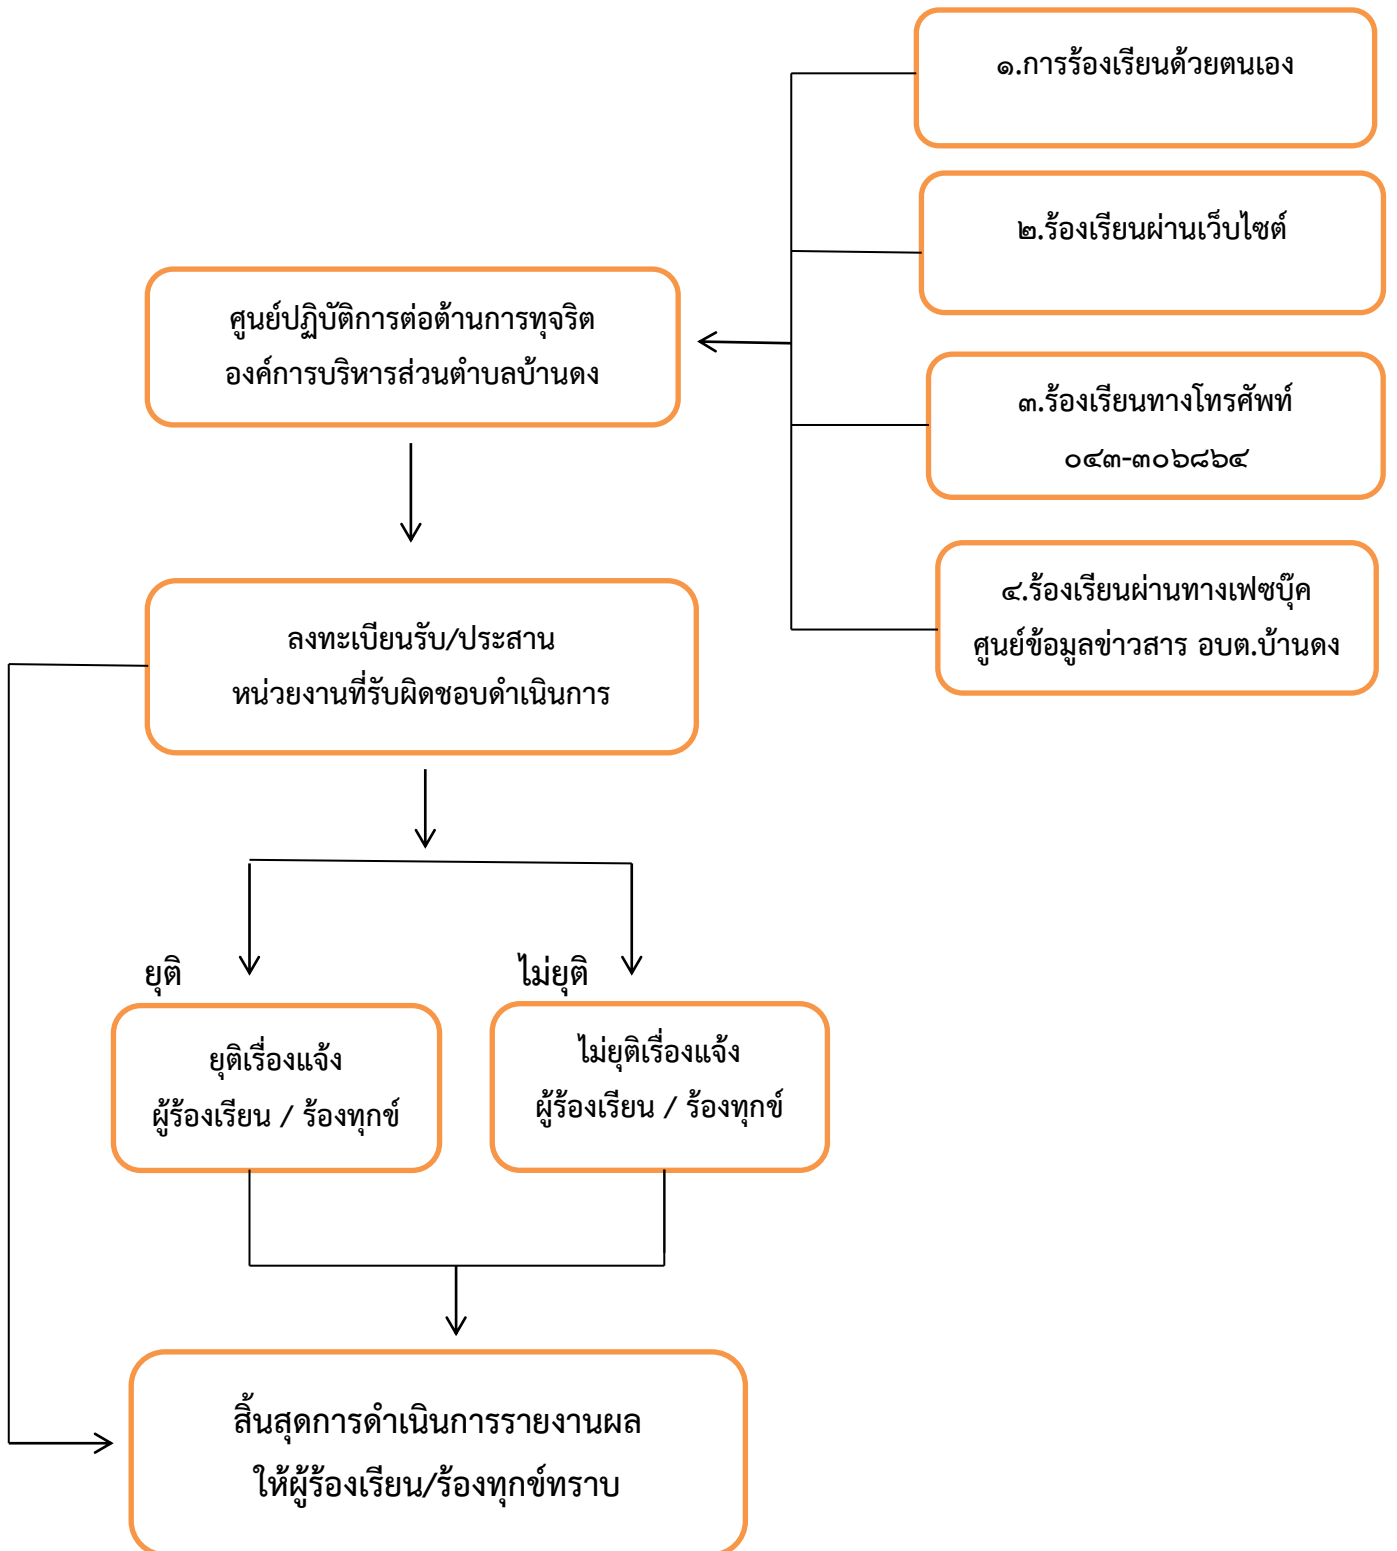 ๑.การร้องเรียนด้วยตนเอง
๒.ร้องเรียนผ่านเว็บไซต์
ศูนย์ปฏิบัติการต่อต้านการทุจริต
องค์การบริหารส่วนตำบลบ้านดง
๓.ร้องเรียนทางโทรศัพท์
๐๔๓-๓๐๖๘๖๔
๔.ร้องเรียนผ่านทางเฟซบุ๊ค
ศูนย์ข้อมูลข่าวสาร อบต.บ้านดง
ลงทะเบียนรับ/ประสาน
หน่วยงานที่รับผิดชอบดำเนินการ
ยุติ
ไม่ยุติ
ยุติเรื่องแจ้ง
ผู้ร้องเรียน / ร้องทุกข์
ไม่ยุติเรื่องแจ้ง
ผู้ร้องเรียน / ร้องทุกข์
สิ้นสุดการดำเนินการรายงานผล
ให้ผู้ร้องเรียน/ร้องทุกข์ทราบ